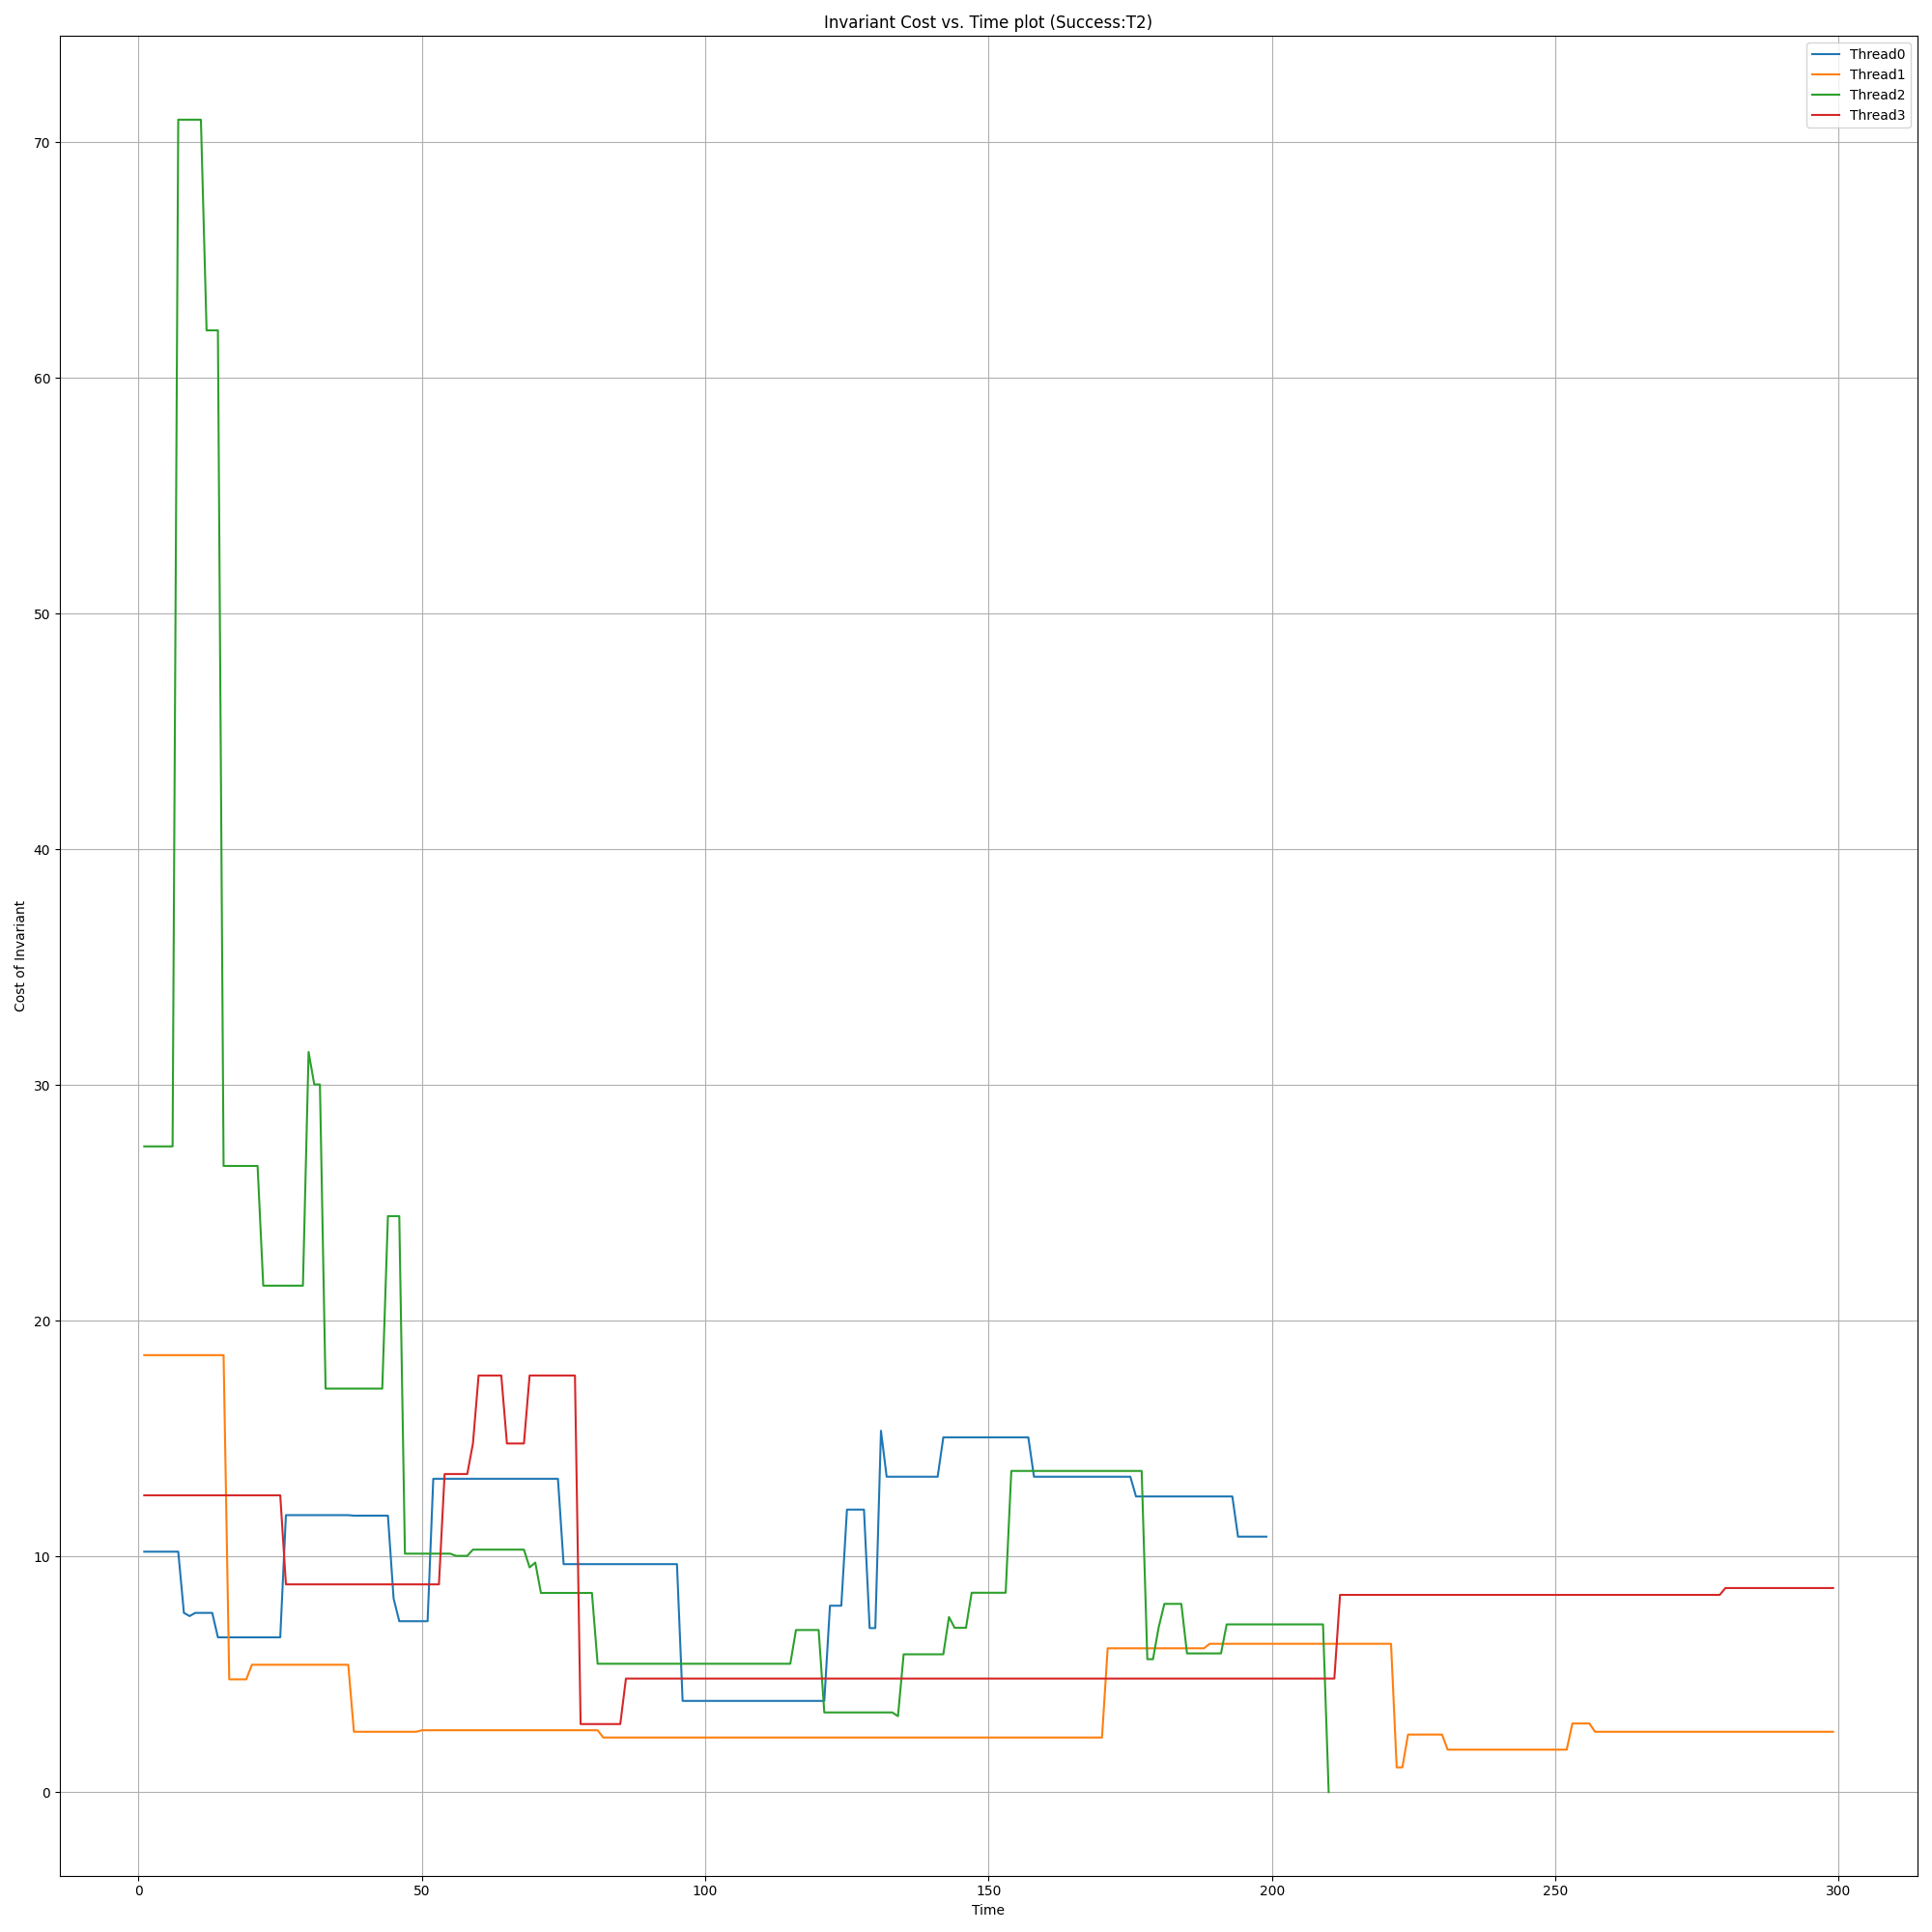 Invariant Cost vs. Time plot (Success:T2)
Thread0
Thread1
Thread2
Thread3
70
60
50
40
30
20
10
0
Cost of Invariant
0 50 100 150 200 250 300
Time